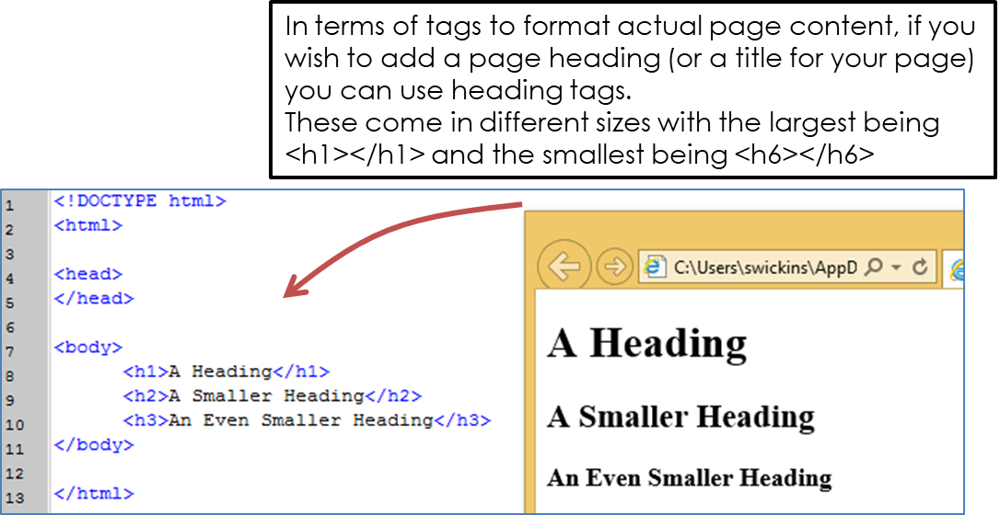 In terms of tags to format actual page content, if you
wish to add a page heading (or a title for your page)
you can use heading tags.
These come in different sizes with the largest being
<h1></h1> and the smallest being <h6></h6>
1 <!DOCTYPE html>
2 <html>
3
4 <head>
5 </head>
6
7 <body>
8 <h1>A Heading</h1>
9 <h2>A Smaller Heading</h2>
10 <h3>An Even Smaller Heading</h3>
11 </body>
12
13 </html>
C:\Users\swickins\AppD
A Heading
A Smaller Heading
An Even Smaller Heading